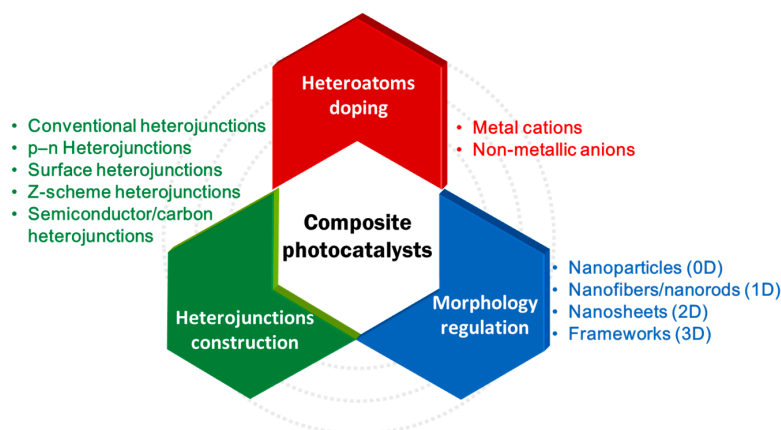 Heteroatoms
doping
• Conventional heterojunctions
• p–n Heterojunctions
• Surface heterojunctions
• Z-scheme heterojunctions
• Semiconductor/carbon
heterojunctions
• Metal cations
• Non-metallic anions
Composite
photocatalysts
Heterojunctions
construction
Morphology
regulation
• Nanoparticles (0D)
• Nanofibers/nanorods (1D)
• Nanosheets (2D)
• Frameworks (3D)